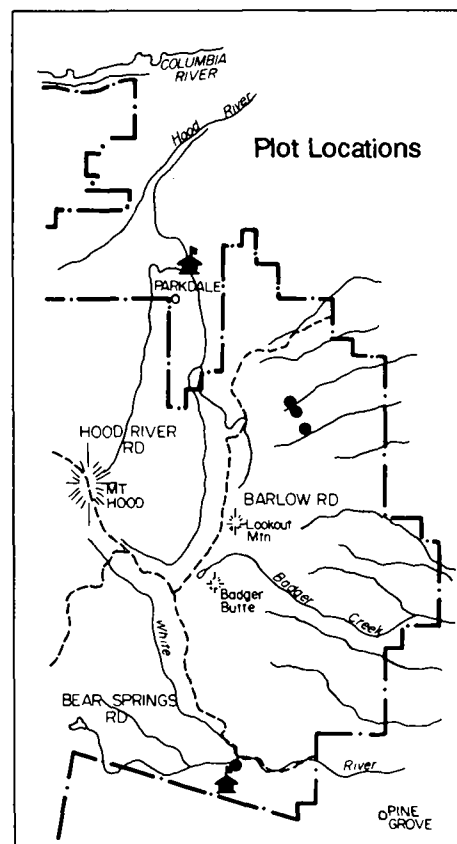 COLUMBIA
RIVER
Hood River
Plot Locations
PARKDALE
HOOD RIVER
RD
MT
HOOD
BARLOW RD
Lookout
Mtn
Badger
Butte
Badger Creek
White
BEAR SPRINGS
RD
River
PINE
GROVE